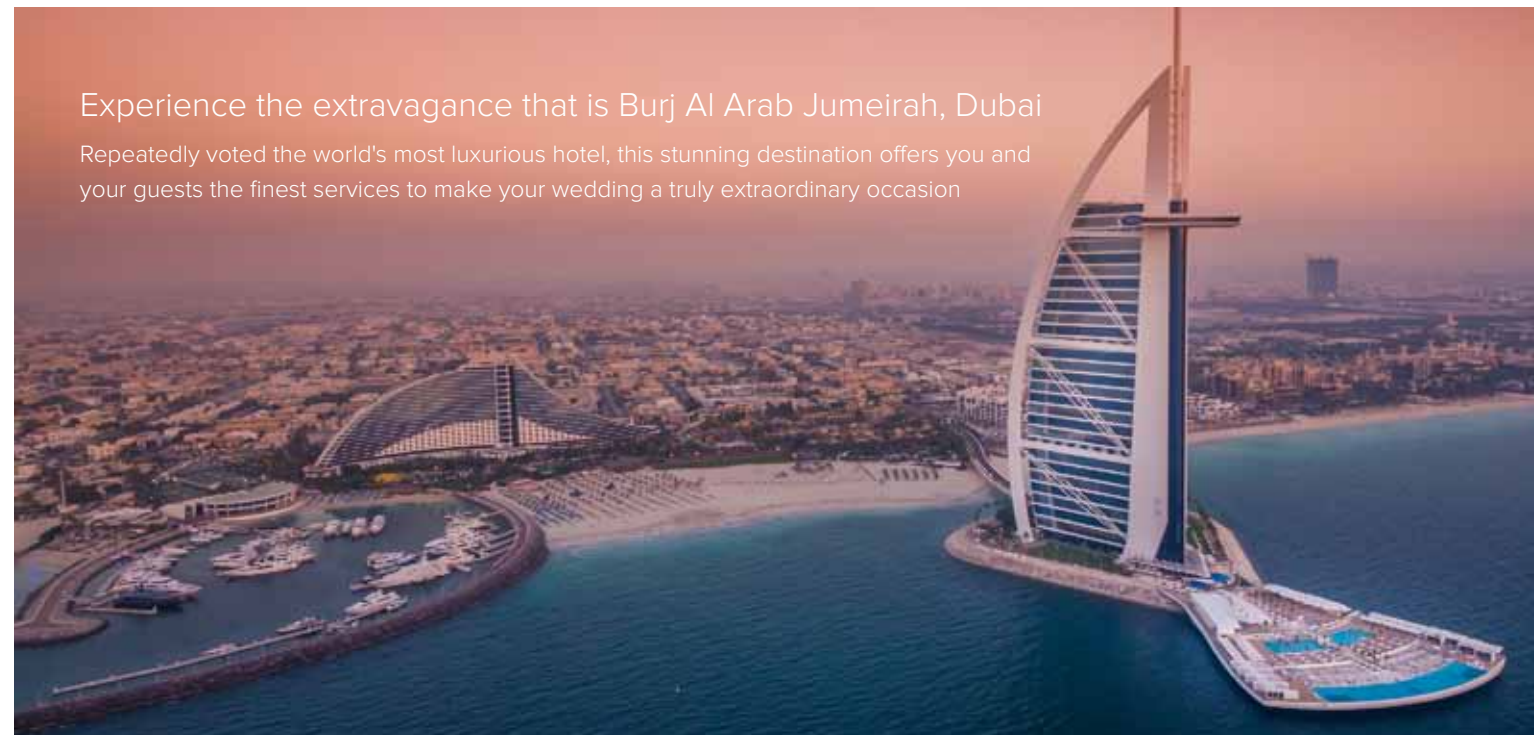 Experience the extravagance that is Burj Al Arab Jumeirah, Dubai
Repeatedly voted the world's most luxurious hotel, this stunning destination offers you and
your guests the finest services to make your wedding a truly extraordinary occasion